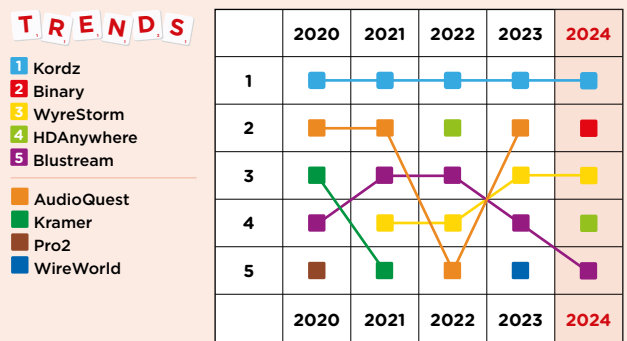 TRENDS
1 Kordz
2 Binary
3 WyreStorm
4 HDAnywhere
5 Blustream
AudioQuest
Kramer
Pro2
WireWorld
2020 2021 2022 2023 2024
1
2
3
4
5
2020 2021 2022 2023 2024